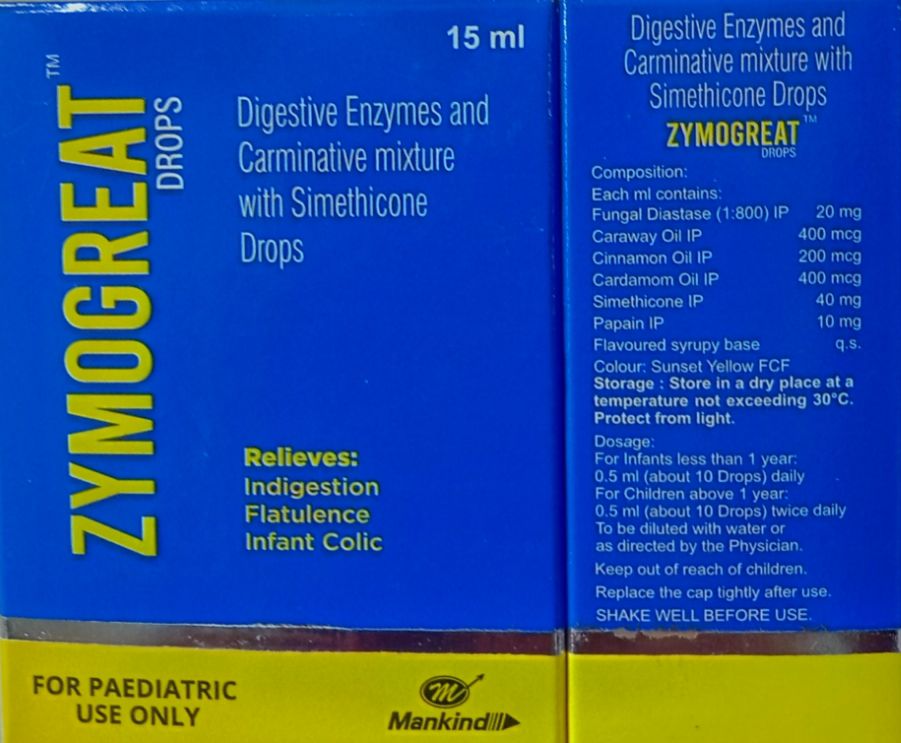 15 ml
ZYMOGREAT™
DROPS
Digestive Enzymes and
Carminative mixture
with Simethicone
Drops
Relieves:
Indigestion
Flatulence
Infant Colic
FOR PAEDIATRIC
USE ONLY
m
Mankind
Digestive Enzymes and
Carminative mixture with
Simethicone Drops
ZYMOGREAT™
DROPS
Composition:
Each ml contains:
Fungal Diastase (1:800) IP 20 mg
Caraway Oil IP 400 mcg
Cinnamon Oil IP 200 mcg
Cardamom Oil IP 400 mcg
Simethicone IP 40 mg
Papain IP 10 mg
Flavoured syrupy base q.s.
Colour: Sunset Yellow FCF
Storage : Store in a dry place at a
temperature not exceeding 30°C.
Protect from light.
Dosage:
For Infants less than 1 year:
0.5 ml (about 10 Drops) daily
For Children above 1 year:
0.5 ml (about 10 Drops) twice daily
To be diluted with water or
as directed by the Physician.
Keep out of reach of children.
Replace the cap tightly after use.
SHAKE WELL BEFORE USE.